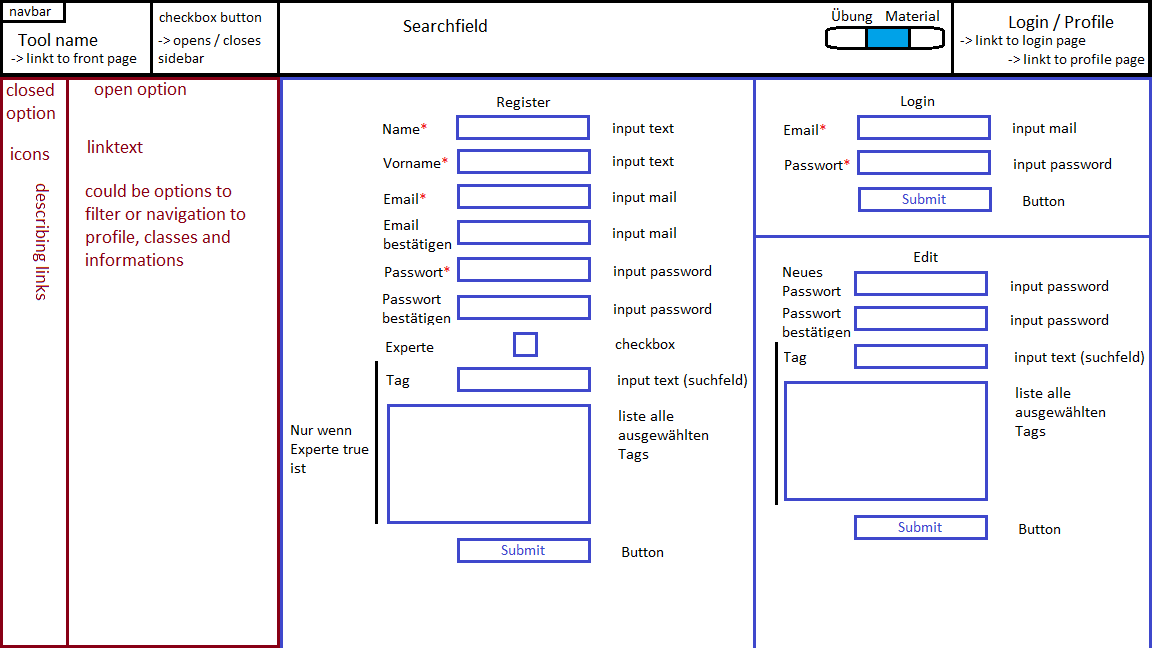 navbar
Tool name
-> linkt to front page
checkbox button
-> opens / closes
sidebar
Searchfield
Übung Material
Login / Profile
-> linkt to login page
-> linkt to profile page
closed
option
icons
describing links
open option
linktext
could be options to
filter or navigation to
profile, classes and
informations
Register
Name* input text
Vorname* input text
Email* input mail
Email
bestätigen input mail
Passwort* input password
Passwort
bestätigen input password
Experte checkbox
Tag input text (suchfeld)
Nur wenn
Experte true
ist
liste alle
ausgewählten
Tags
Submit Button
Login
Email* input mail
Passwort* input password
Submit Button
Edit
Neues
Passwort input password
Passwort
bestätigen input password
Tag input text (suchfeld)
liste alle
ausgewählten
Tags
Submit Button